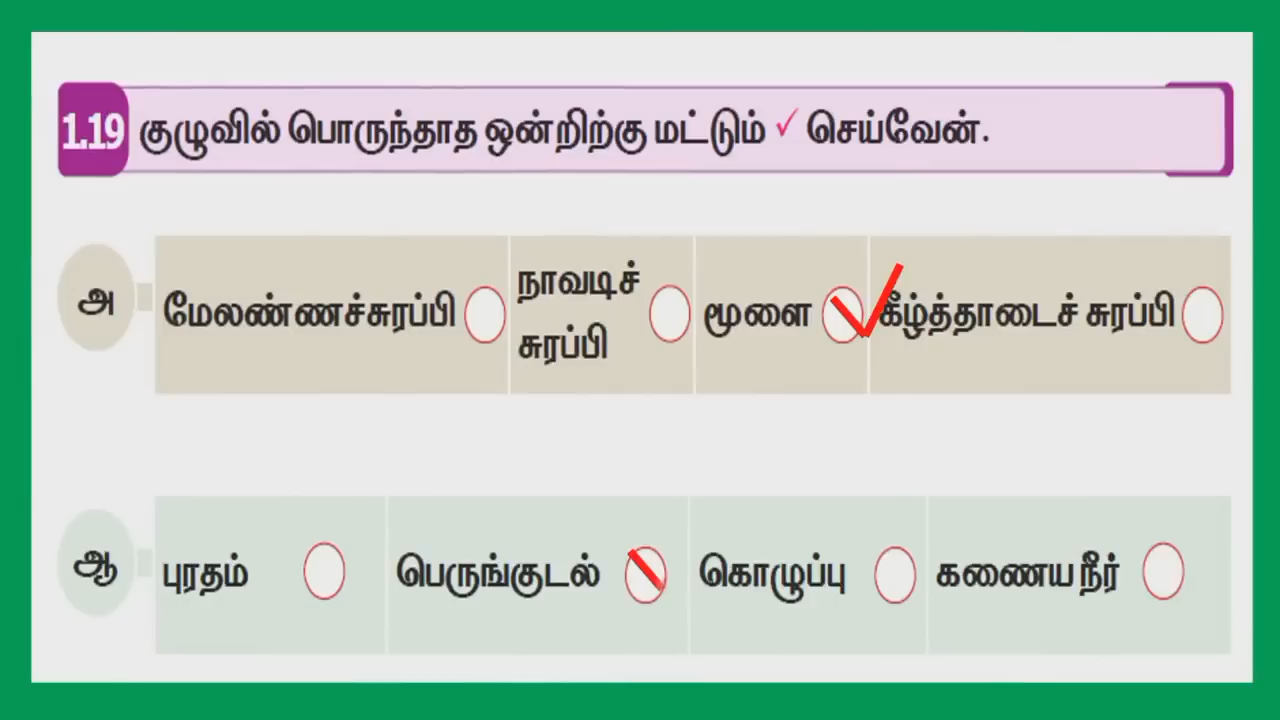 1.19 குழுவில் பொருந்தாத ஒன்றிற்கு மட்டும் ✓ செய்வேன்.
அ மேலண்ணச்சுரப்பி நாவடிச் சுரப்பி மூளை கீழ்த்தாடைச் சுரப்பி
ஆ புரதம் பெருங்குடல் கொழுப்பு கணைய நீர்